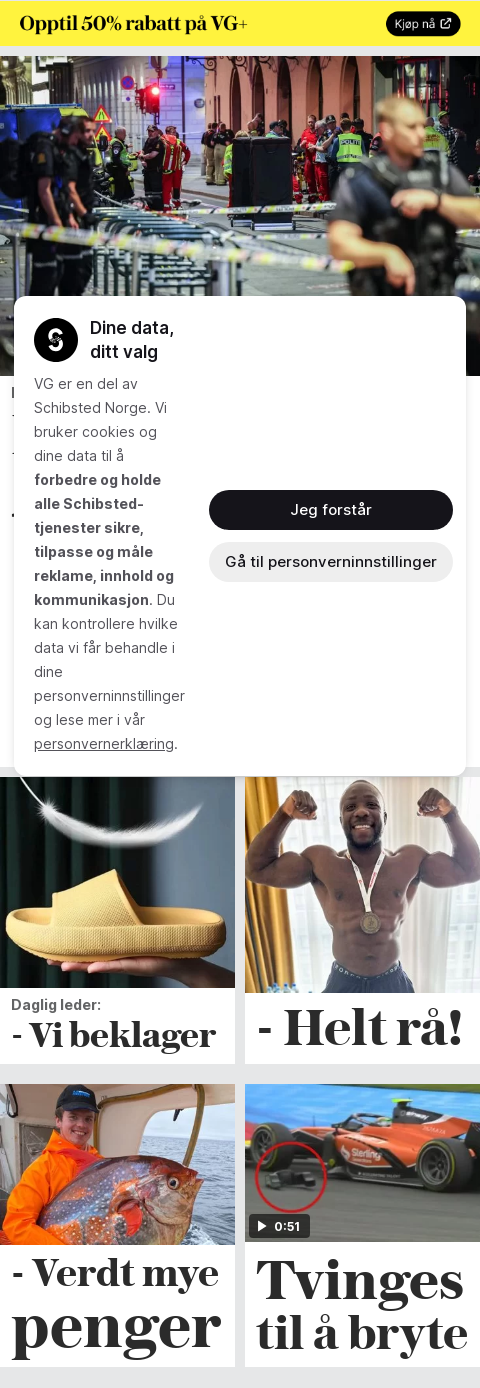 Opptil 50% rabatt på VG+
Kjøp nå
POLITI
Dine data,
ditt valg
VG er en del av
Schibsted Norge. Vi
bruker cookies og
dine data til å
forbedre og holde
alle Schibsted-
tjenester sikre,
tilpasse og måle
reklame, innhold og
kommunikasjon. Du
kan kontrollere hvilke
data vi får behandle i
dine
personverninnstillinger
og lese mer i vår
personvernerklæring.
Jeg forstår
Gå til personverninnstillinger
Daglig leder:
- Vi beklager
- Helt rå!
- Verdt mye
penger
Sterling
0:51
Tvinges
til å bryte